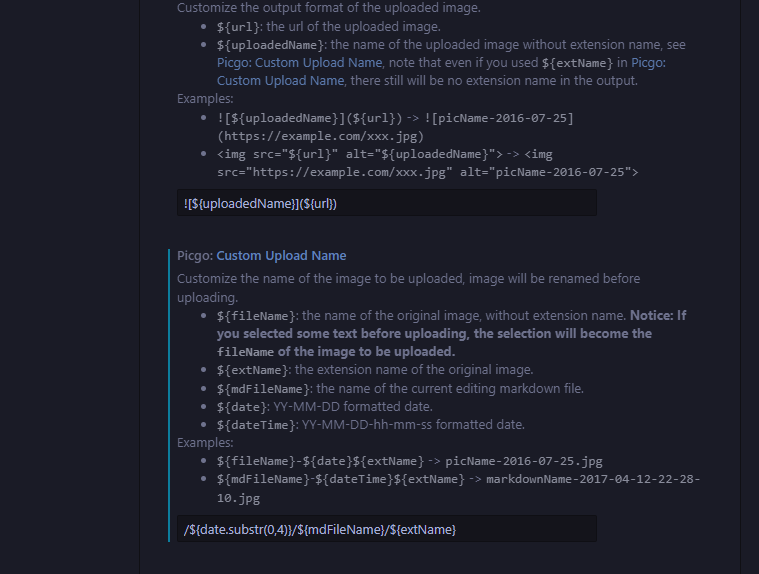 Customize the output format of the uploaded image.
${url}: the url of the uploaded image.
${uploadedName}: the name of the uploaded image without extension name, see
Picgo: Custom Upload Name, note that even if you used ${extName} in Picgo:
Custom Upload Name, there still will be no extension name in the output.
Examples:
![${uploadedName}](${url}) -> ![picName-2016-07-25]
(https://example.com/xxx.jpg)
<img src="${url}" alt="${uploadedName}"> -> <img
src="https://example.com/xxx.jpg" alt="picName-2016-07-25">
![${uploadedName}](${url})
Picgo: Custom Upload Name
Customize the name of the image to be uploaded, image will be renamed before
uploading.
${fileName}: the name of the original image, without extension name. Notice: If
you selected some text before uploading, the selection will become the
fileName of the image to be uploaded.
${extName}: the extension name of the original image.
${mdFileName}: the name of the current editing markdown file.
${date}: YY-MM-DD formatted date.
${dateTime}: YY-MM-DD-hh-mm-ss formatted date.
Examples:
${fileName}-${date}${extName} -> picName-2016-07-25.jpg
${mdFileName}-${dateTime}${extName} -> markdownName-2017-04-12-22-28-
10.jpg
/${date.substr(0,4)}/${mdFileName}/${extName}